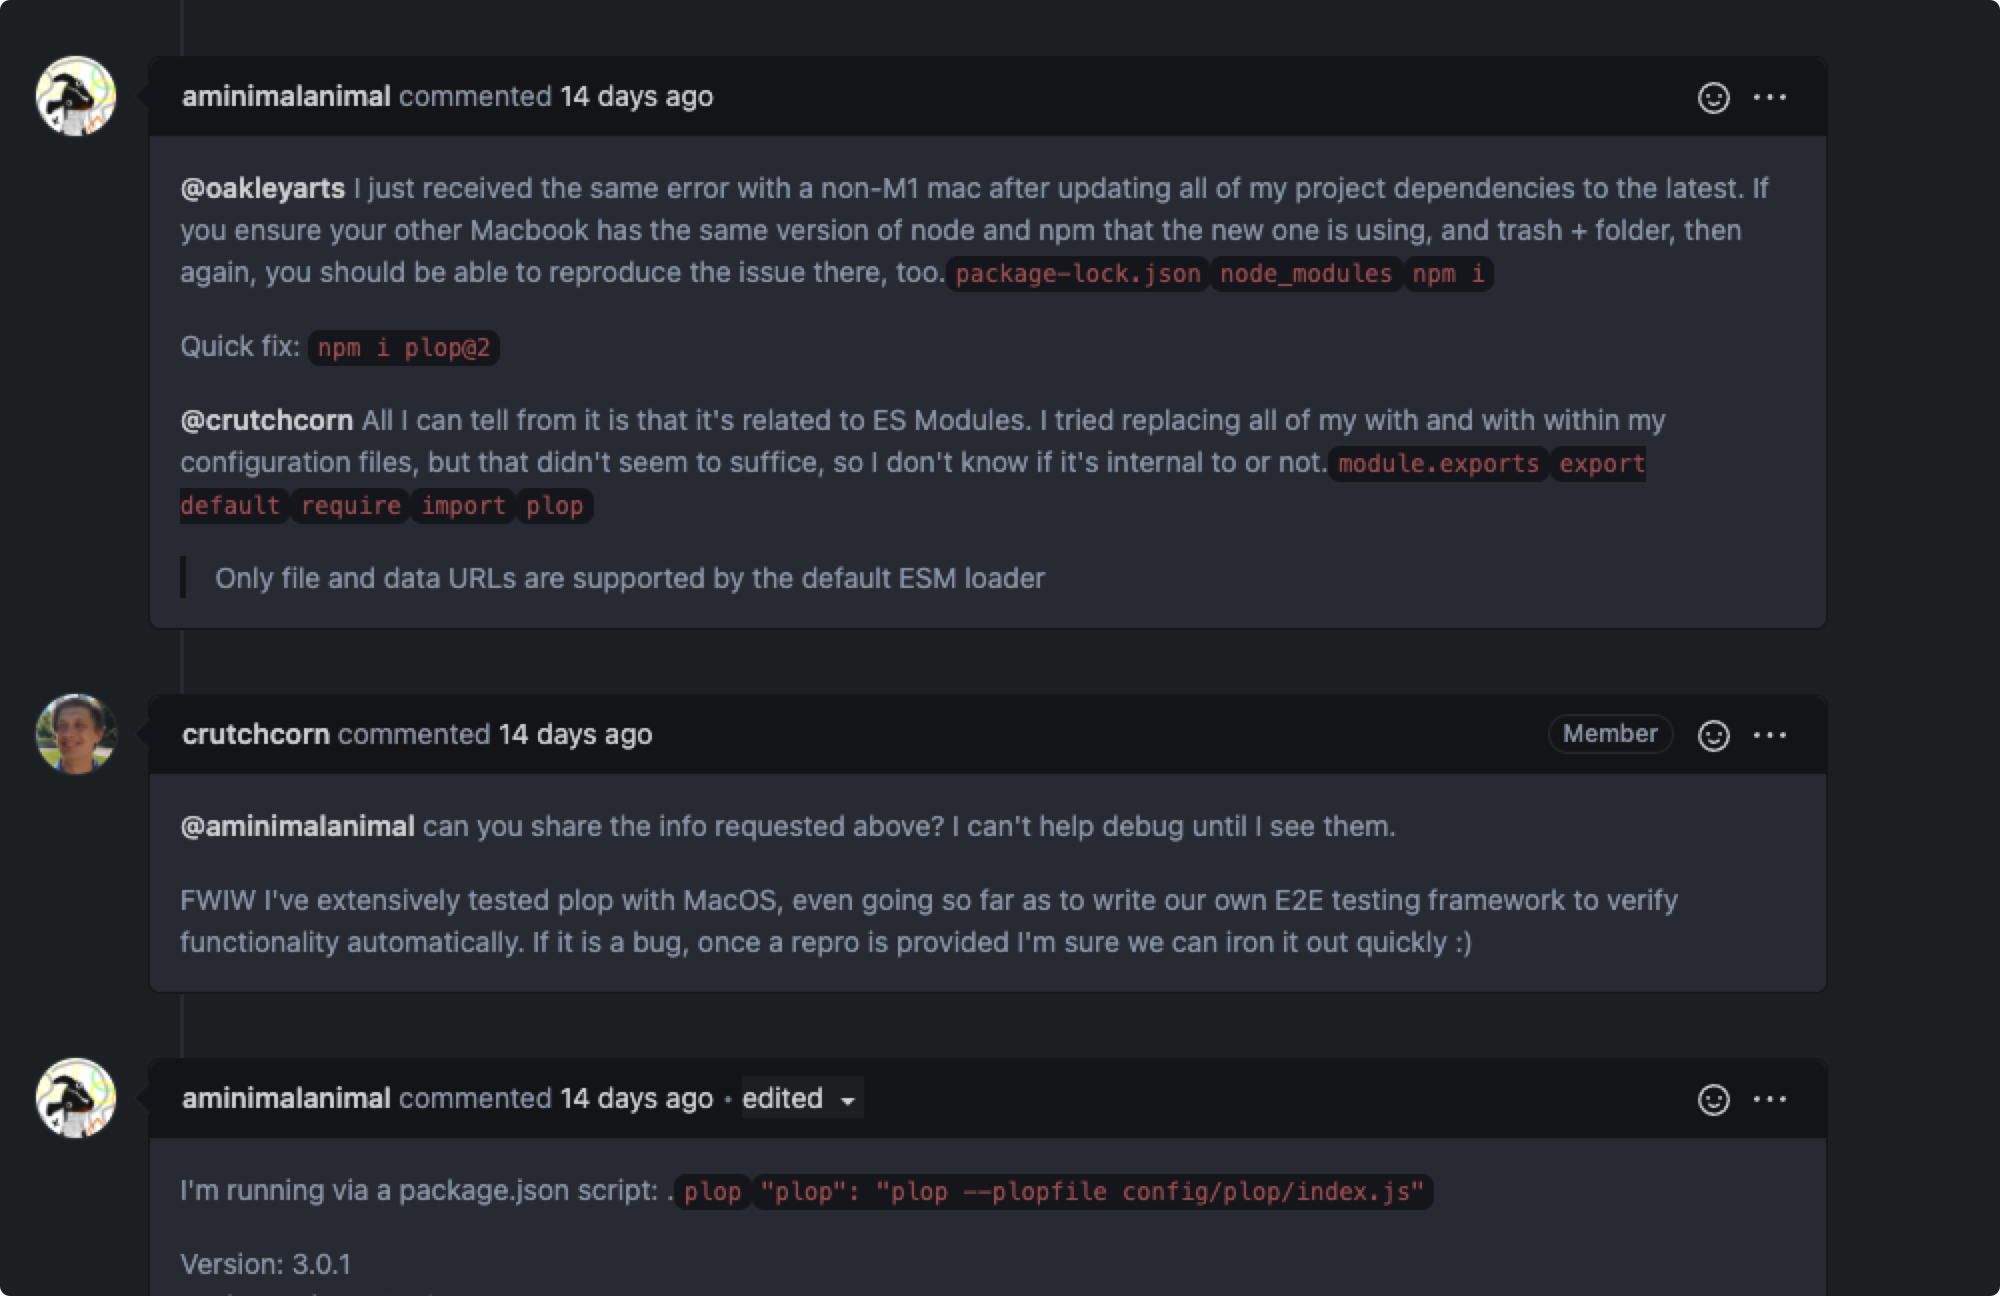 aminimalanimal commented 14 days ago
@oakleyarts I just received the same error with a non-M1 mac after updating all of my project dependencies to the latest. If
you ensure your other Macbook has the same version of node and npm that the new one is using, and trash + folder, then
again, you should be able to reproduce the issue there, too. package-lock.json node_modules npm i
Quick fix: npm i plop@2
@crutchcorn All I can tell from it is that it's related to ES Modules. I tried replacing all of my with and with within my
configuration files, but that didn't seem to suffice, so I don't know if it's internal to or not. module.exports export
default require import plop
Only file and data URLs are supported by the default ESM loader
crutchcorn commented 14 days ago Member
@aminimalanimal can you share the info requested above? I can't help debug until I see them.
FWIW I've extensively tested plop with MacOS, even going so far as to write our own E2E testing framework to verify
functionality automatically. If it is a bug, once a repro is provided I'm sure we can iron it out quickly :)
aminimalanimal commented 14 days ago • edited
I'm running via a package.json script: . plop "plop": "plop --plopfile config/plop/index.js"
Version: 3.0.1